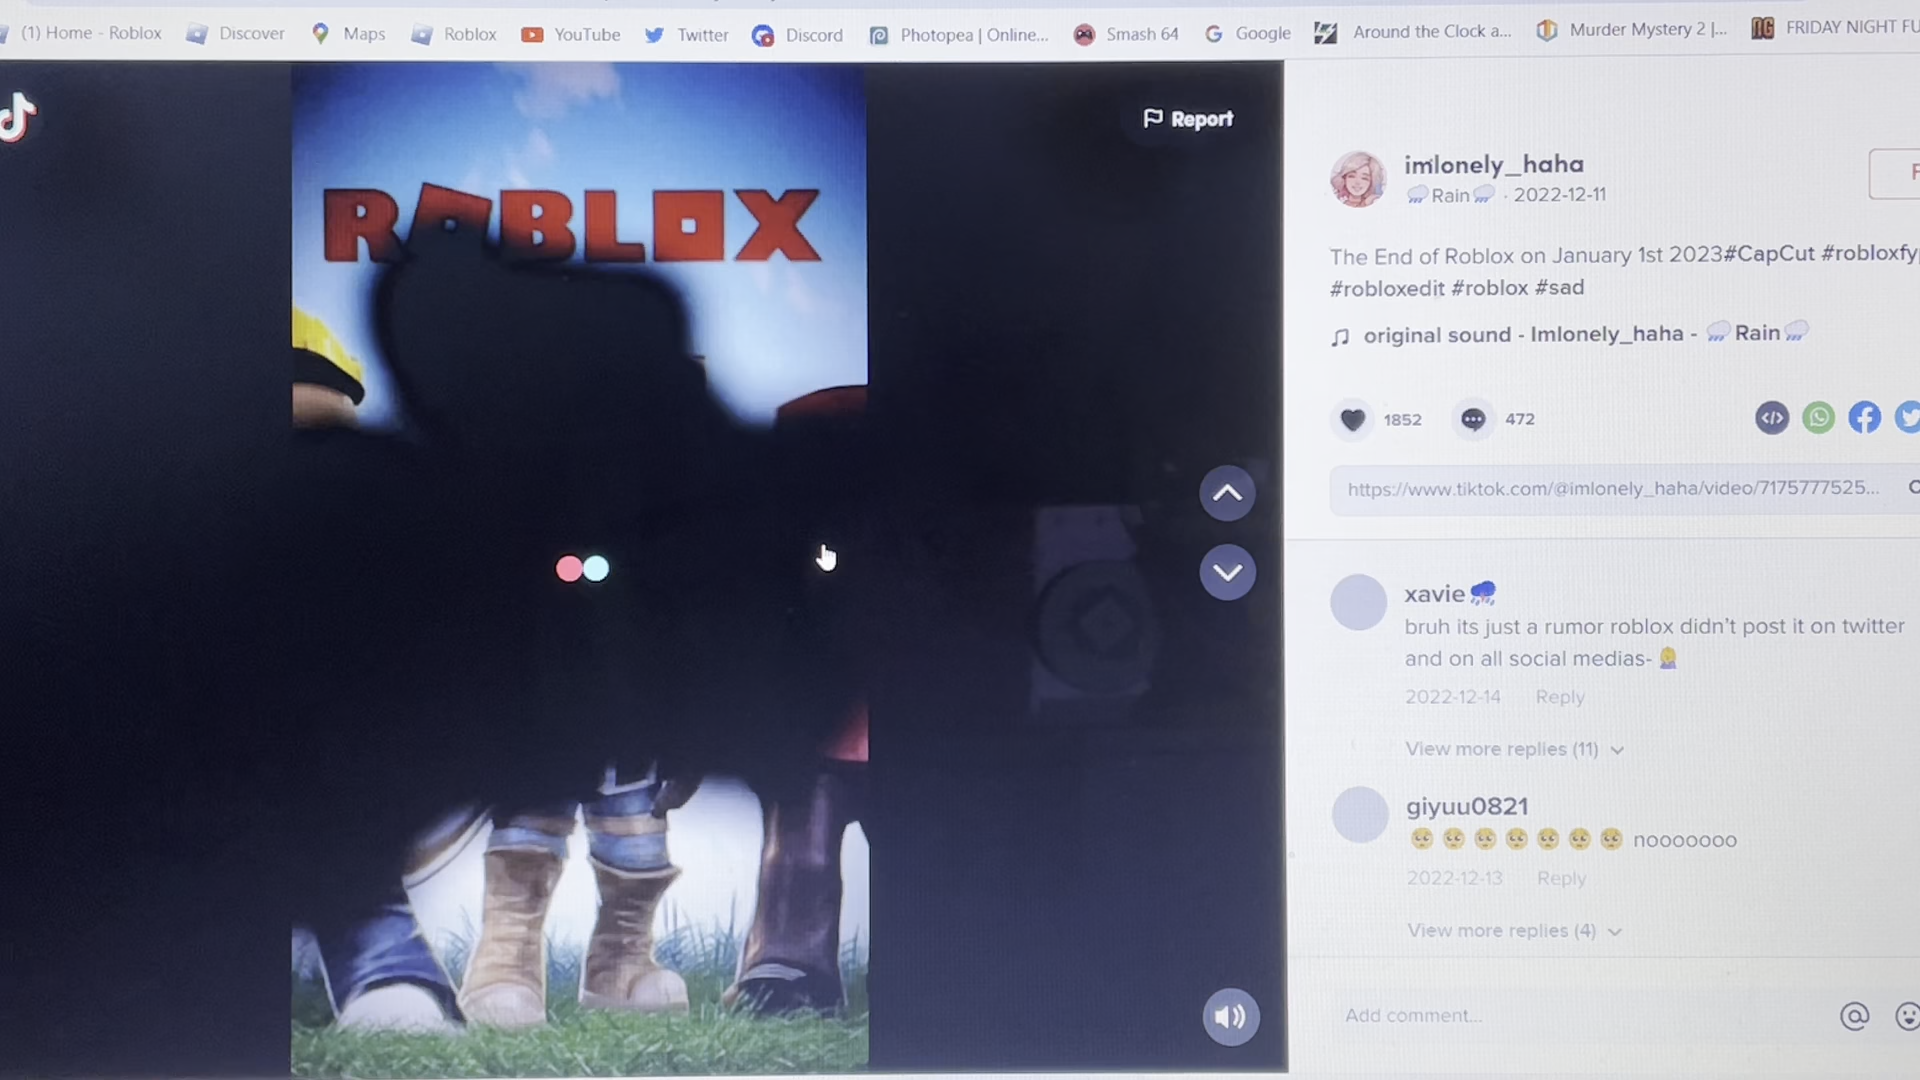 (1) Home - Roblox
Discover
Maps
Roblox
YouTube
Twitter
Discord
Photopea | Online...
Smash 64
Google
Around the Clock a...
Murder Mystery 2 |...
FRIDAY NIGHT FU
ROBLOX
Report
imlonely_haha
🌧Rain🌧 · 2022-12-11
The End of Roblox on January 1st 2023#CapCut #robloxfy
#robloxedit #roblox #sad
original sound - Imlonely_haha - 🌧Rain🌧
1852
472
https://www.tiktok.com/@imlonely_haha/video/7175777525...
xavie🌧
bruh its just a rumor roblox didn't post it on twitter
and on all social medias-
2022-12-14 Reply
View more replies (11)
giyuu0821
🥺🥺🥺🥺🥺🥺🥺 nooooooo
2022-12-13 Reply
View more replies (4)
Add comment...